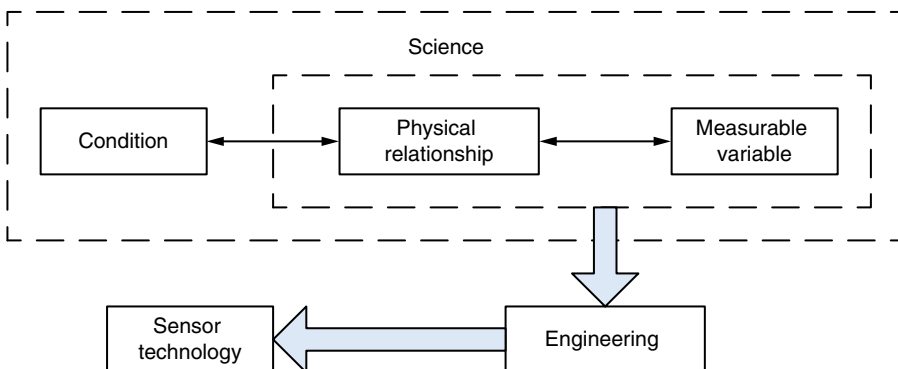 Science
Condition
Physical
relationship
Measurable
variable
Sensor
technology
Engineering